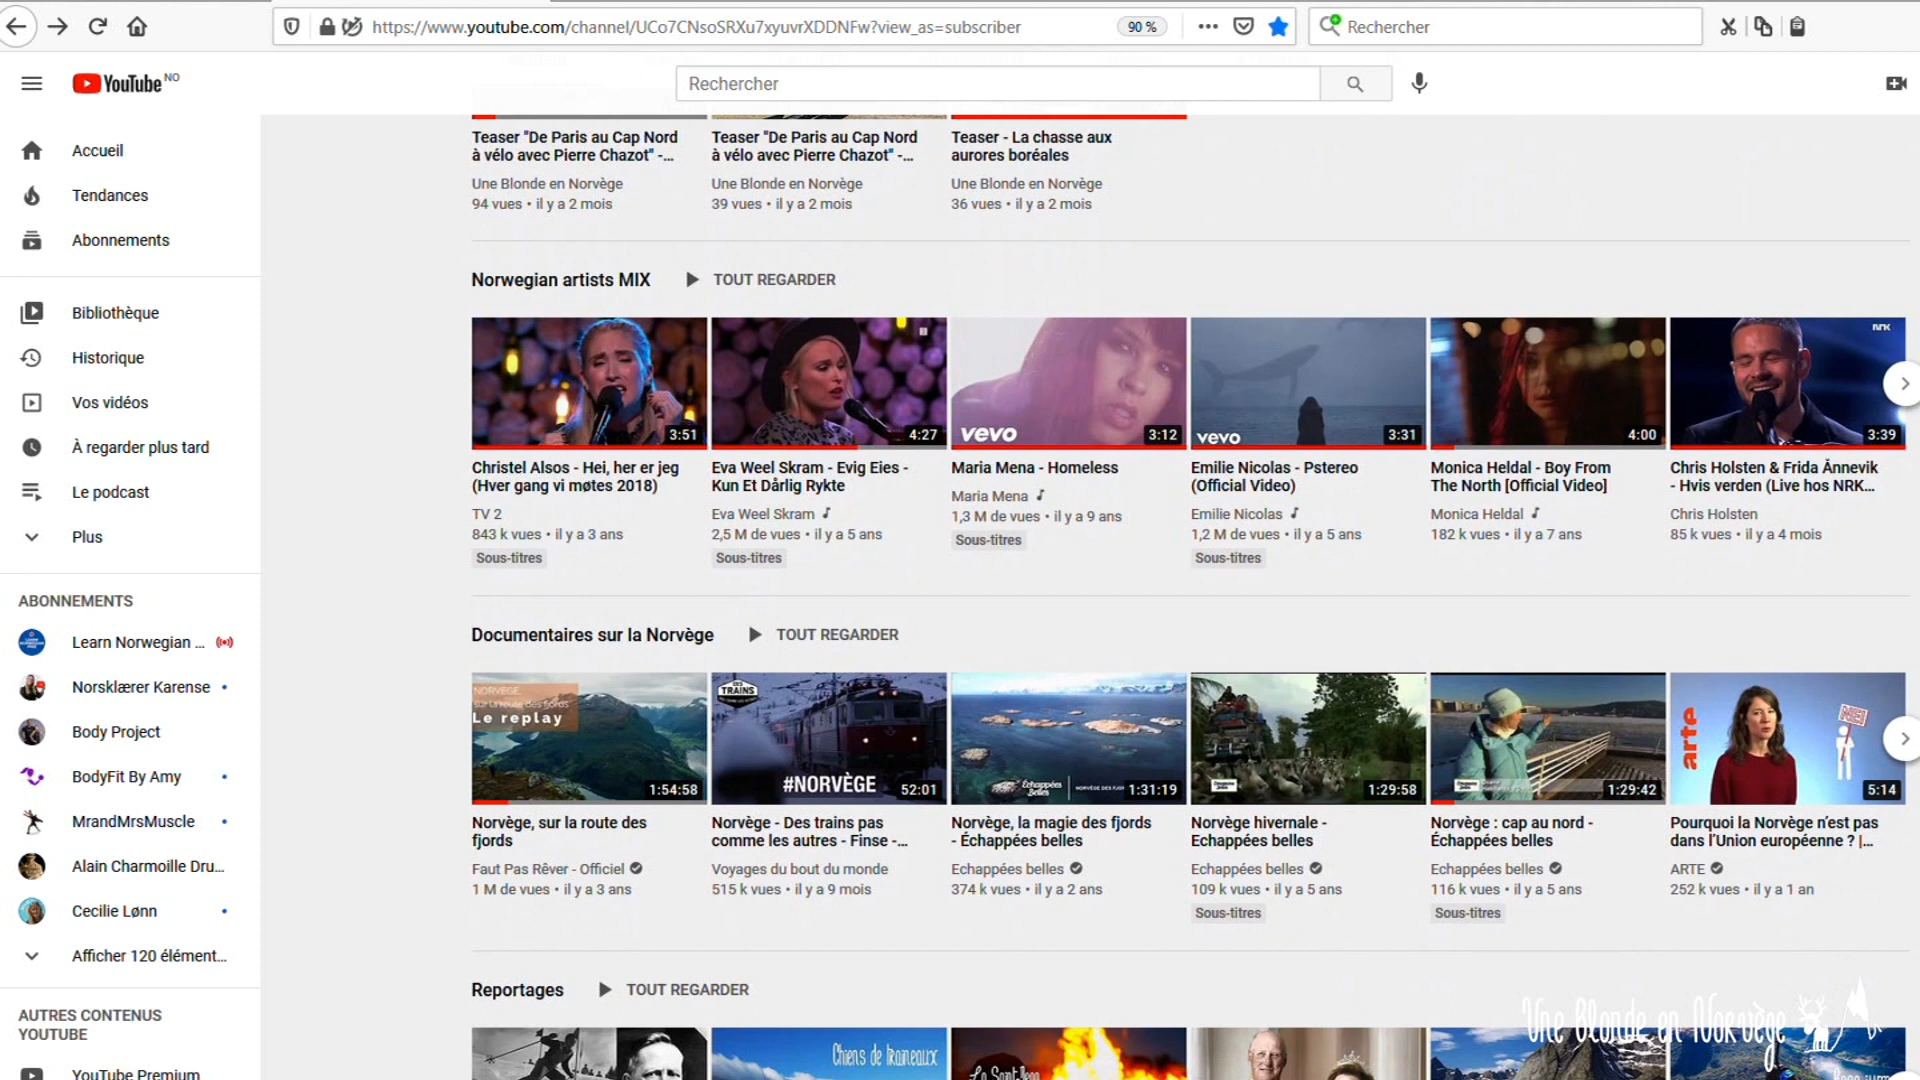 https://www.youtube.com/channel/UCo7CNsoSRXu7xyuvrXDDNFw?view_as=subscriber
90 %
Rechercher
YouTube NO
Rechercher
Accueil
Tendances
Abonnements
Bibliothèque
Historique
Vos vidéos
À regarder plus tard
Le podcast
Plus
ABONNEMENTS
Learn Norwegian ...
Norsklærer Karense
Body Project
BodyFit By Amy
MrandMrsMuscle
Alain Charmoille Dru...
Cecilie Lønn
Afficher 120 élément...
AUTRES CONTENUS
YOUTUBE
YouTube Premium
Teaser "De Paris au Cap Nord
à vélo avec Pierre Chazot" -...
Une Blonde en Norvège
94 vues • il y a 2 mois
Teaser "De Paris au Cap Nord
à vélo avec Pierre Chazot" -...
Une Blonde en Norvège
39 vues • il y a 2 mois
Teaser - La chasse aux
aurores boréales
Une Blonde en Norvège
36 vues • il y a 2 mois
Norwegian artists MIX
TOUT REGARDER
3:51
Christel Alsos - Hei, her er jeg
(Hver gang vi møtes 2018)
TV 2
843 k vues • il y a 3 ans
Sous-titres
4:27
Eva Weel Skram - Evig Eies -
Kun Et Dårlig Rykte
Eva Weel Skram
2,5 M de vues • il y a 5 ans
Sous-titres
vevo
3:12
Maria Mena - Homeless
Maria Mena
1,3 M de vues • il y a 9 ans
Sous-titres
vevo
3:31
Emilie Nicolas - Pstereo
(Official Video)
Emilie Nicolas
1,2 M de vues • il y a 5 ans
Sous-titres
4:00
Monica Heldal - Boy From
The North [Official Video]
Monica Heldal
182 k vues • il y a 7 ans
NRK
3:39
Chris Holsten & Frida Ånnevik
- Hvis verden (Live hos NRK...
Chris Holsten
85 k vues • il y a 4 mois
Documentaires sur la Norvège
TOUT REGARDER
NORVÈGE,
sur la route des fjords
Le replay
1:54:58
Norvège, sur la route des
fjords
Faut Pas Rêver - Officiel
1 M de vues • il y a 3 ans
DES
TRAINS
#NORVÈGE
52:01
Norvège - Des trains pas
comme les autres - Finse -...
Voyages du bout du monde
515 k vues • il y a 9 mois
Échappées
Belles
1:31:19
Norvège, la magie des fjords
- Échappées belles
Echappées belles
374 k vues • il y a 2 ans
1:29:58
Norvège hivernale -
Echappées belles
Echappées belles
109 k vues • il y a 5 ans
Sous-titres
1:29:42
Norvège : cap au nord -
Échappées belles
Echappées belles
116 k vues • il y a 5 ans
Sous-titres
arte
5:14
Pourquoi la Norvège n'est pas
dans l'Union européenne ? |...
ARTE
252 k vues • il y a 1 an
Reportages
TOUT REGARDER
Chiens de traineaux
La Saint-Jean
Une Blonde en Norvège